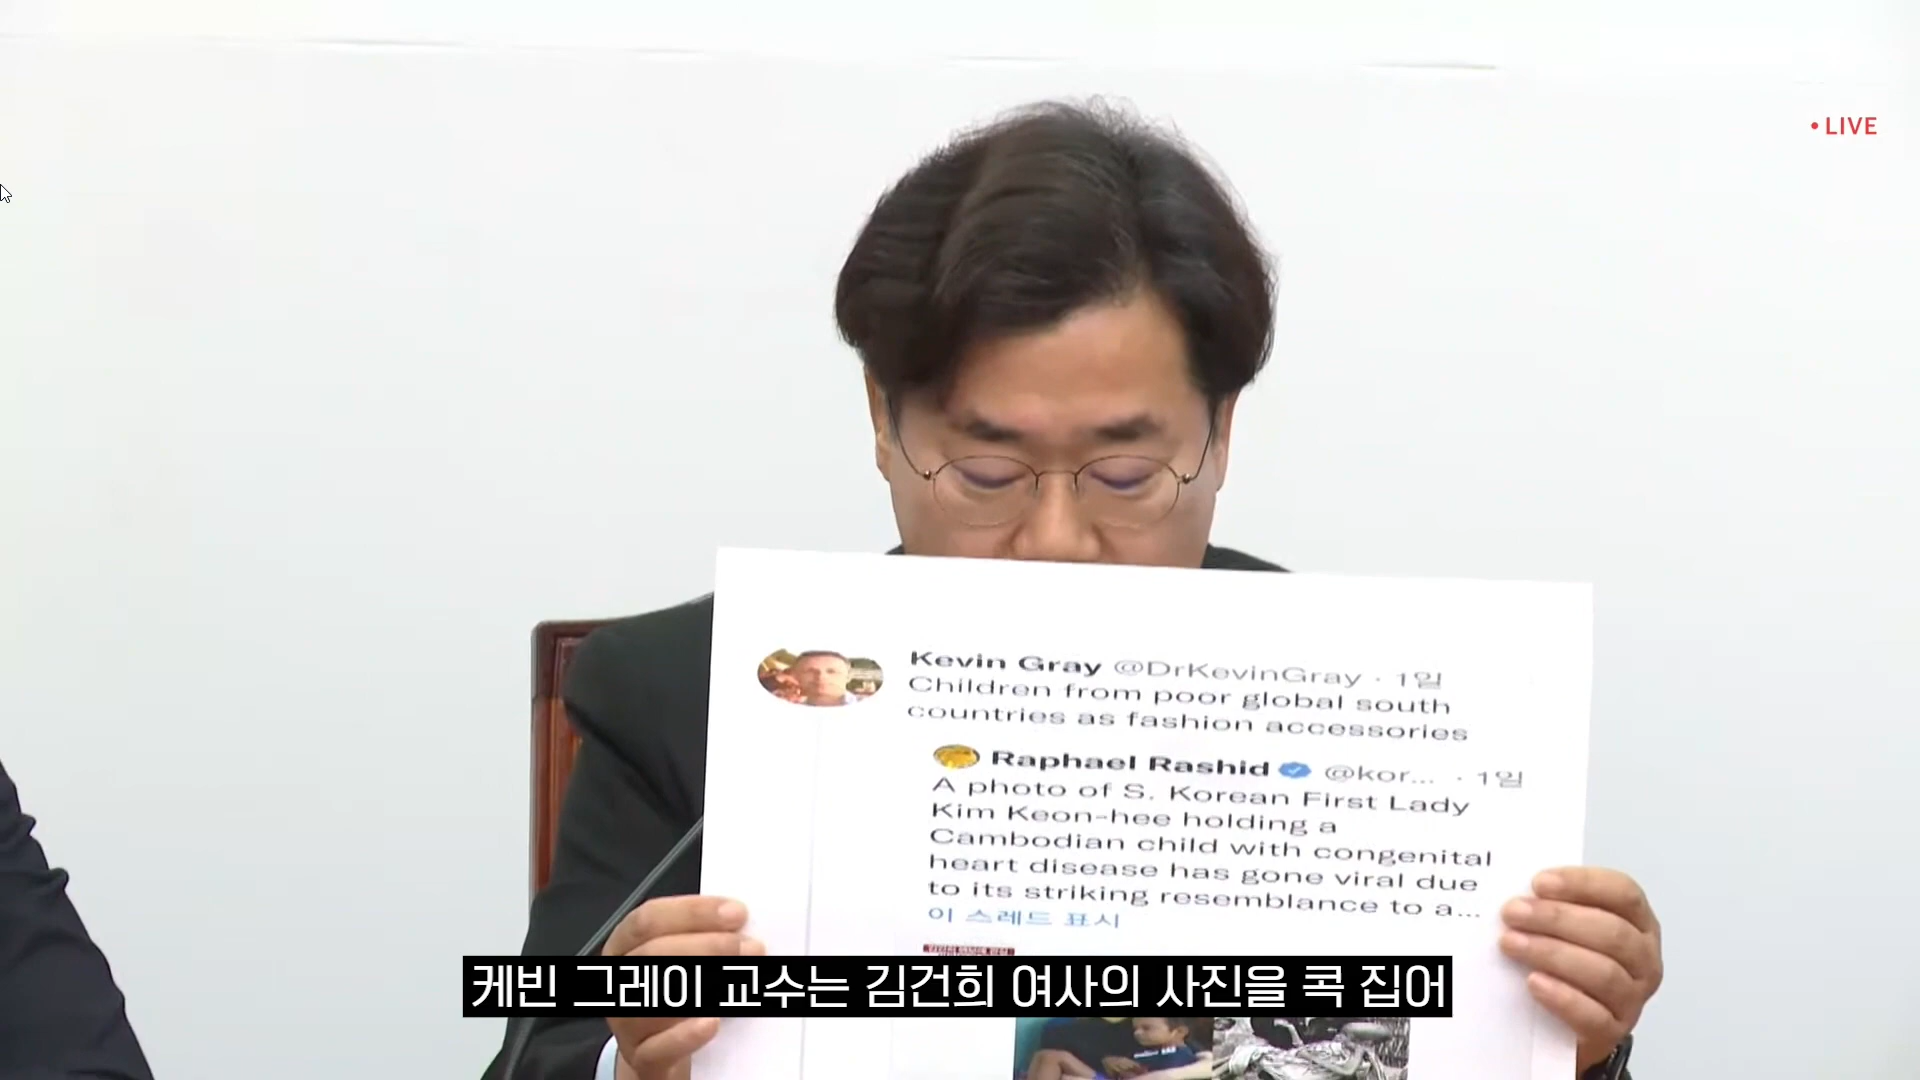 • LIVE
Kevin Gray @DrKevinGray · 1일
Children from poor global south
countries as fashion accessories
Raphael Rashid @kor... · 1일
A photo of S. Korean First Lady
Kim Keon-hee holding a
Cambodian child with congenital
heart disease has gone viral due
to its striking resemblance to a...
이 스레드 표시
케빈 그레이 교수는 김건희 여사의 사진을 콕 집어